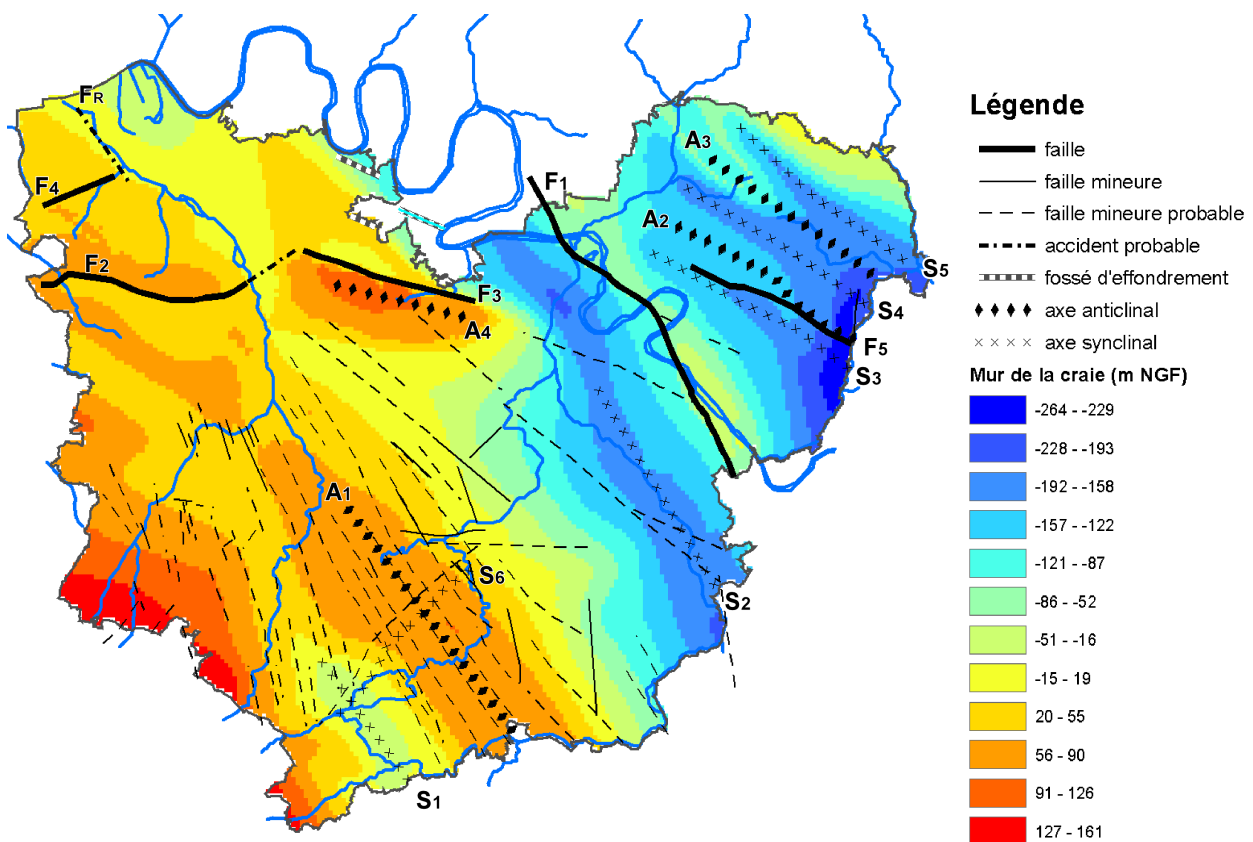 FR
F4
F2
F3
A4
F1
A3
A2
S5
S4
F5
S3
A1
S6
S2
S1
Légende
faille
faille mineure
faille mineure probable
accident probable
fossé d'effondrement
axe anticlinal
axe synclinal
Mur de la craie (m NGF)
-264 - -229
-228 - -193
-192 - -158
-157 - -122
-121 - -87
-86 - -52
-51 - -16
-15 - 19
20 - 55
56 - 90
91 - 126
127 - 161